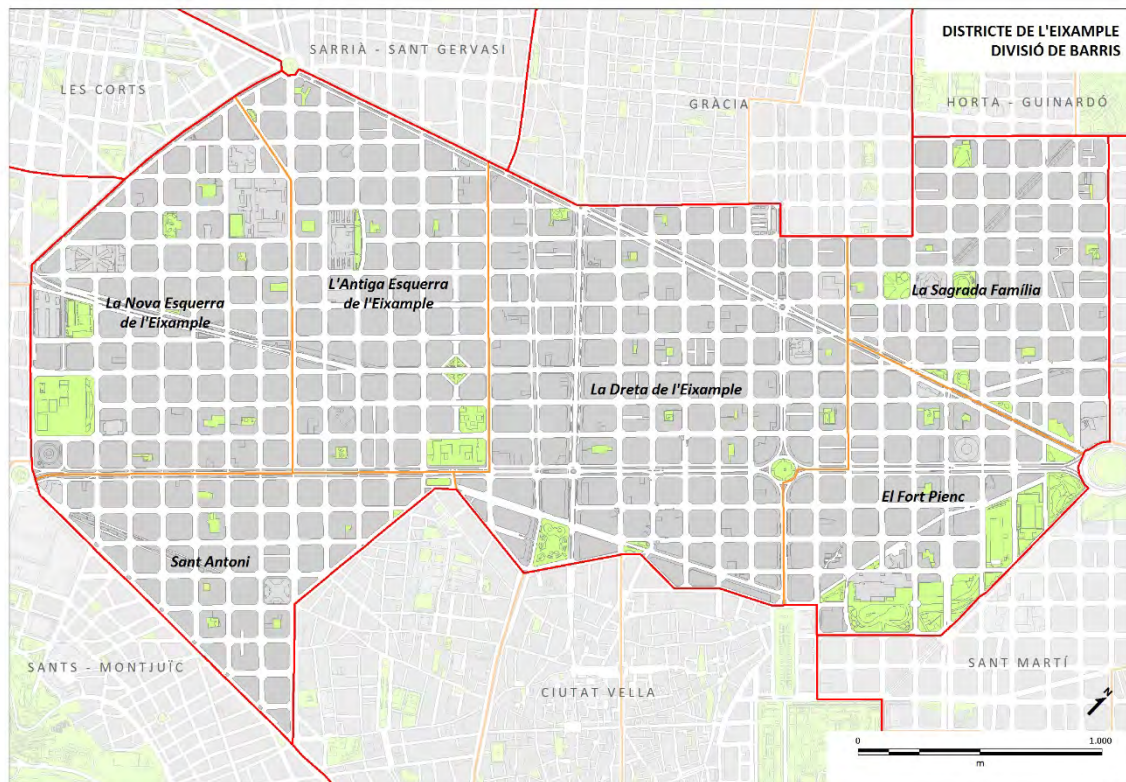 DISTRICTE DE L'EIXAMPLE
DIVISIÓ DE BARRIS
SARRIÀ - SANT GERVASI
LES CORTS
GRÀCIA
HORTA - GUINARDÓ
La Nova Esquerra
de l'Eixample
L'Antiga Esquerra
de l'Eixample
La Sagrada Família
La Dreta de l'Eixample
El Fort Pienc
Sant Antoni
SANTS - MONTJUÏC
CIUTAT VELLA
SANT MARTÍ
N
0
1.000
m